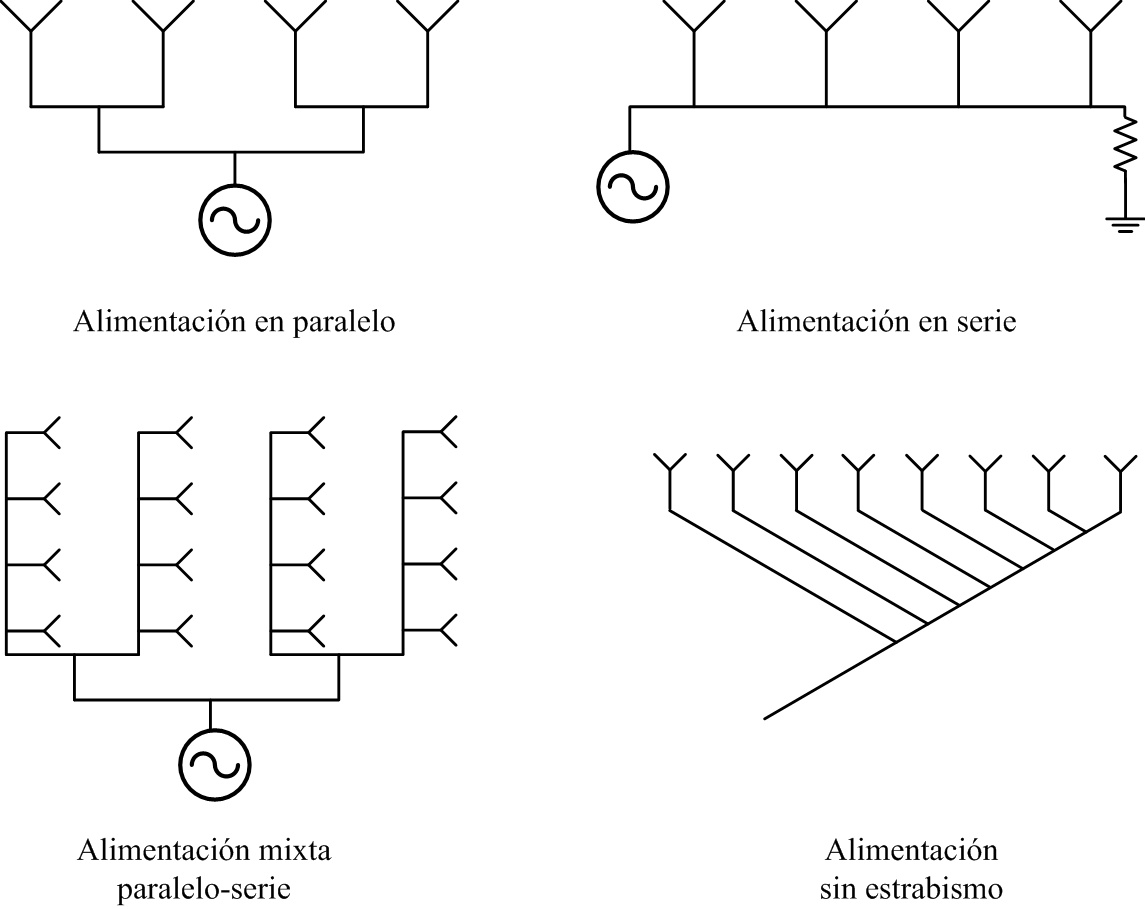 Alimentación en paralelo
Alimentación en serie
Alimentación mixta
paralelo-serie
Alimentación
sin estrabismo